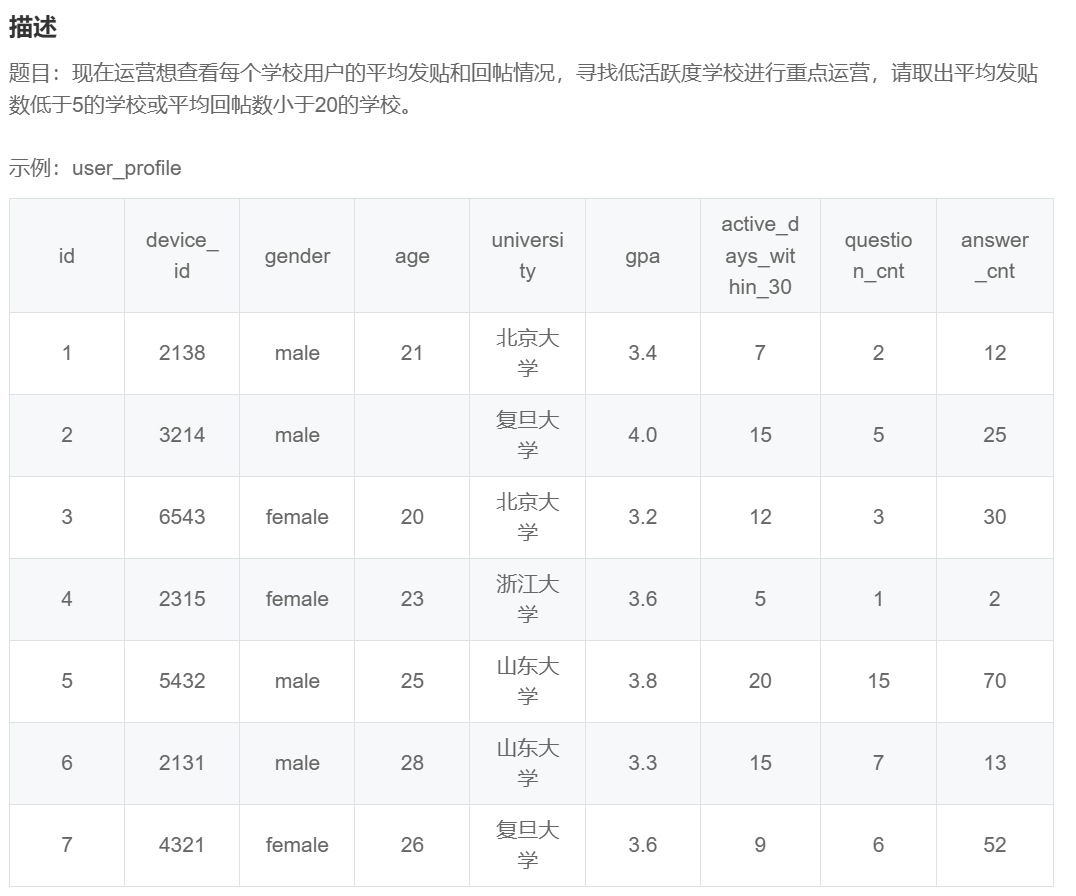 描述
题目：现在运营想查看每个学校用户的平均发贴和回帖情况，寻找低活跃度学校进行重点运营，请取出平均发贴
数低于5的学校或平均回帖数小于20的学校。
示例：user_profile
id device_id gender age university gpa active_days_within_30 question_cnt answer_cnt
1 2138 male 21 北京大学 3.4 7 2 12
2 3214 male 复旦大学 4.0 15 5 25
3 6543 female 20 北京大学 3.2 12 3 30
4 2315 female 23 浙江大学 3.6 5 1 2
5 5432 male 25 山东大学 3.8 20 15 70
6 2131 male 28 山东大学 3.3 15 7 13
7 4321 female 26 复旦大学 3.6 9 6 52